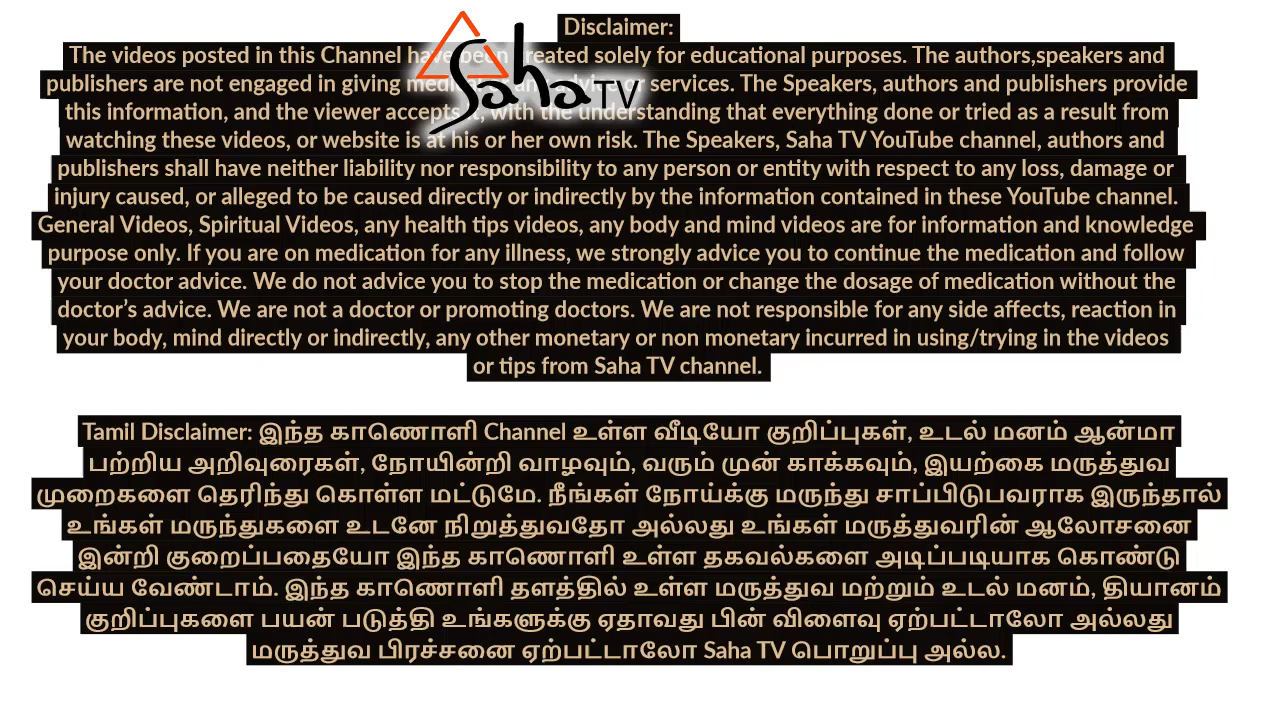 Disclaimer:
The videos posted in this Channel have been created solely for educational purposes. The authors,speakers and
publishers are not engaged in giving medical or any advice or services. The Speakers, authors and publishers provide
this information, and the viewer accepts it, with the understanding that everything done or tried as a result from
watching these videos, or website is at his or her own risk. The Speakers, Saha TV YouTube channel, authors and
publishers shall have neither liability nor responsibility to any person or entity with respect to any loss, damage or
injury caused, or alleged to be caused directly or indirectly by the information contained in these YouTube channel.
General Videos, Spiritual Videos, any health tips videos, any body and mind videos are for information and knowledge
purpose only. If you are on medication for any illness, we strongly advice you to continue the medication and follow
your doctor advice. We do not advice you to stop the medication or change the dosage of medication without the
doctor’s advice. We are not a doctor or promoting doctors. We are not responsible for any side affects, reaction in
your body, mind directly or indirectly, any other monetary or non monetary incurred in using/trying in the videos
or tips from Saha TV channel.
Saha TV
Tamil Disclaimer: இந்த காணொளி Channel உள்ள வீடியோ குறிப்புகள், உடல் மனம் ஆன்மா
பற்றிய அறிவுரைகள், நோயின்றி வாழவும், வரும் முன் காக்கவும், இயற்கை மருத்துவ
முறைகளை தெரிந்து கொள்ள மட்டுமே. நீங்கள் நோய்க்கு மருந்து சாப்பிடுபவராக இருந்தால்
உங்கள் மருந்துகளை உடனே நிறுத்துவதோ அல்லது உங்கள் மருத்துவரின் ஆலோசனை
இன்றி குறைப்பதையோ இந்த காணொளி உள்ள தகவல்களை அடிப்படியாக கொண்டு
செய்ய வேண்டாம். இந்த காணொளி தளத்தில் உள்ள மருத்துவ மற்றும் உடல் மனம், தியானம்
குறிப்புகளை பயன் படுத்தி உங்களுக்கு ஏதாவது பின் விளைவு ஏற்பட்டாலோ அல்லது
மருத்துவ பிரச்சனை ஏற்பட்டாலோ Saha TV பொறுப்பு அல்ல.